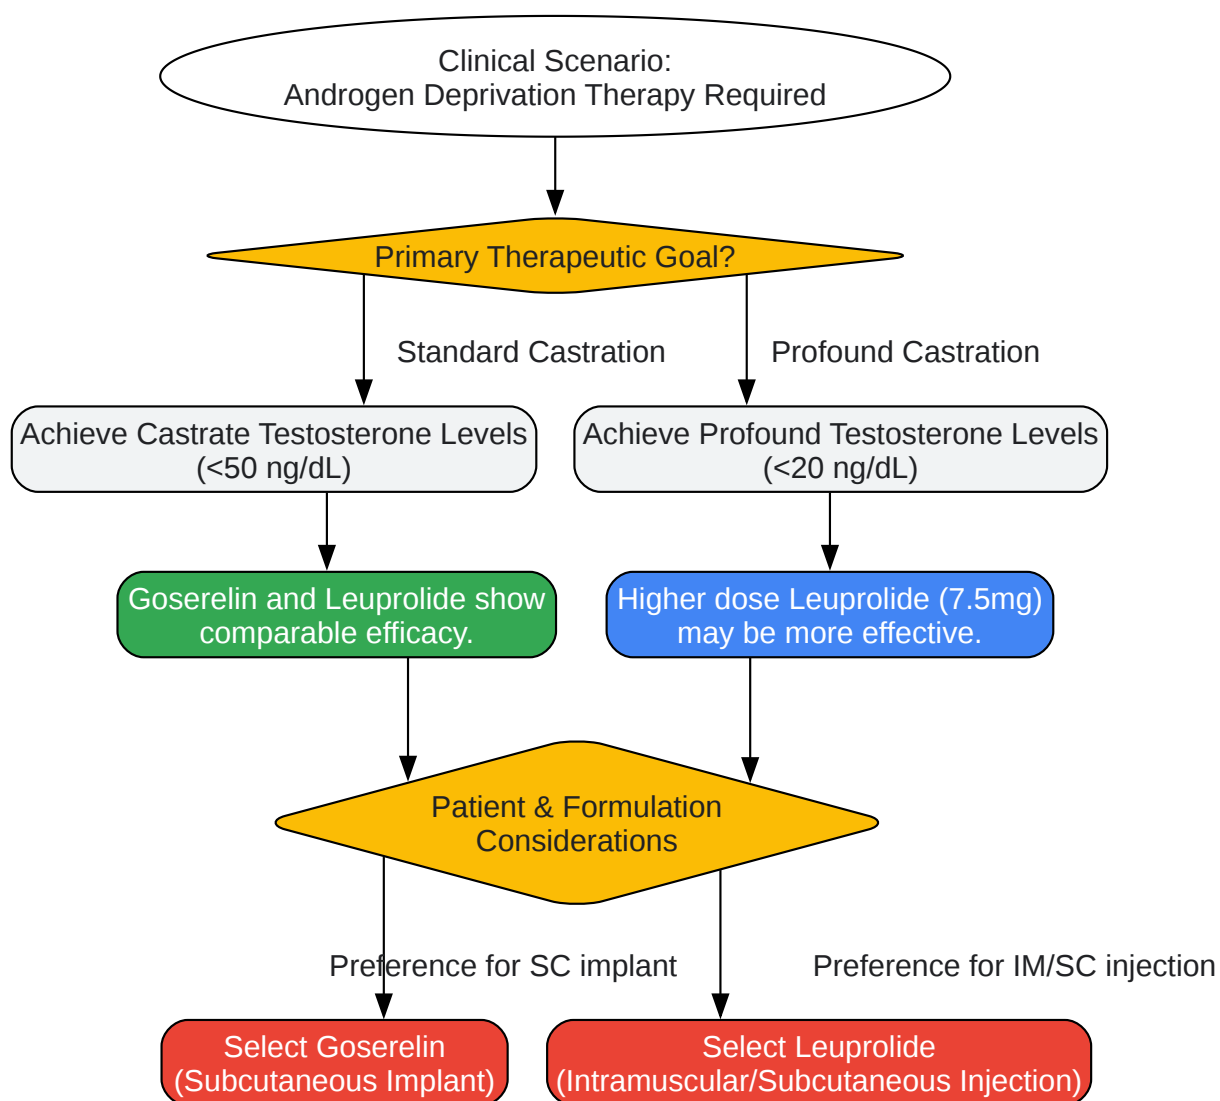 Clinical Scenario:
Androgen Deprivation Therapy Required
Primary Therapeutic Goal?
Standard Castration
Profound Castration
Achieve Castrate Testosterone Levels
(<50 ng/dL)
Achieve Profound Testosterone Levels
(<20 ng/dL)
Goserelin and Leuprolide show
comparable efficacy.
Higher dose Leuprolide (7.5mg)
may be more effective.
Patient & Formulation
Considerations
Preference for SC implant
Preference for IM/SC injection
Select Goserelin
(Subcutaneous Implant)
Select Leuprolide
(Intramuscular/Subcutaneous Injection)